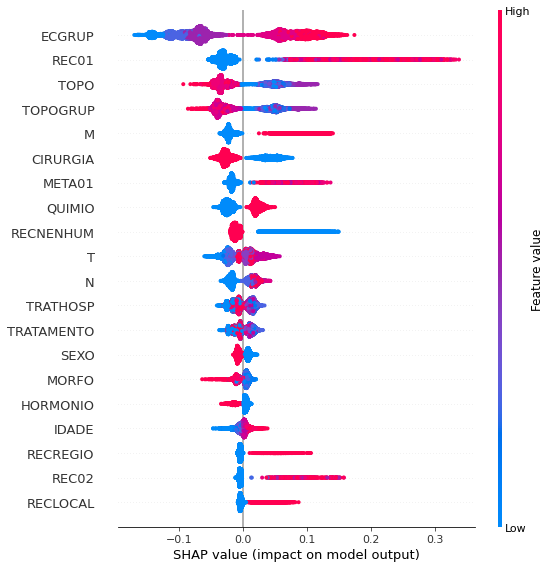 High
ECGRUP
REC01
TOPO
TOPOGRUP
M
CIRURGIA
META01
QUIMIO
RECNENHUM
T
N
TRATHOSP
TRATAMENTO
SEXO
MORFO
HORMONIO
IDADE
RECREGIO
REC02
RECLOCAL
Low
Feature value
−0.1 0.0 0.1 0.2 0.3
SHAP value (impact on model output)